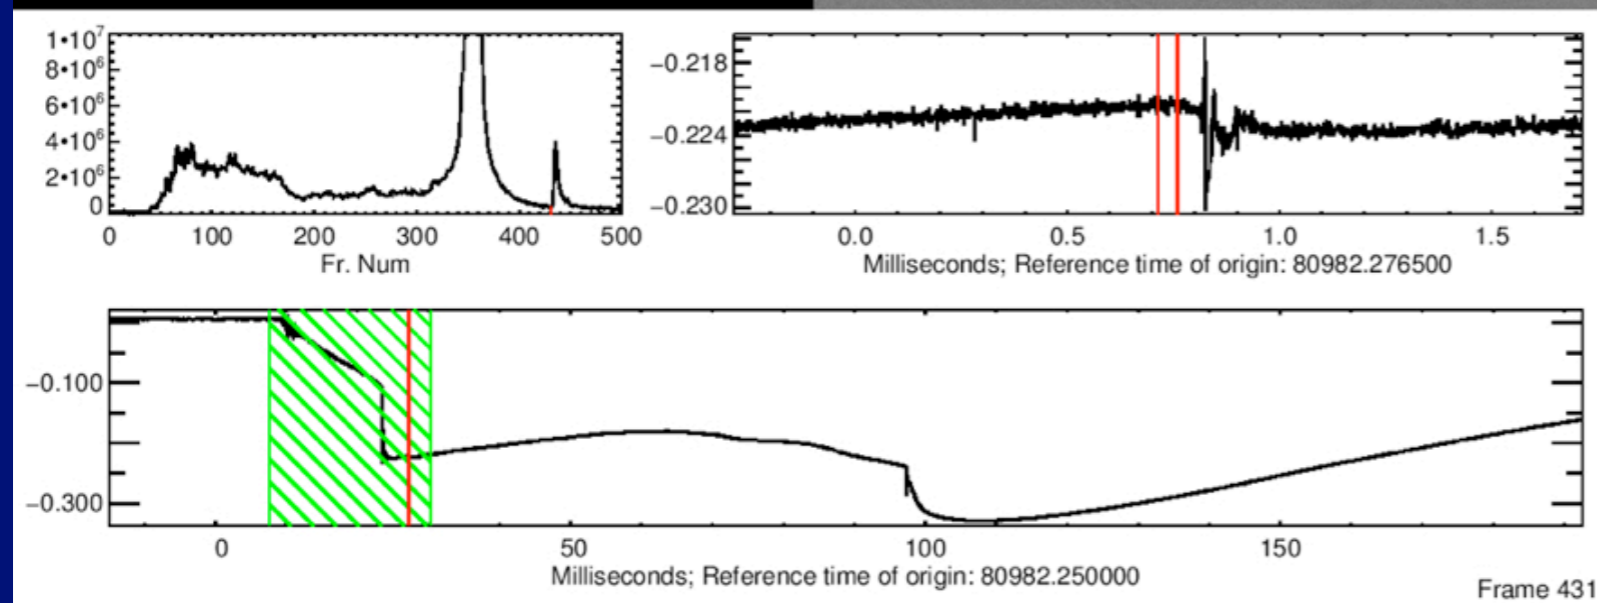 1•10⁷
8•10⁶
6•10⁶
4•10⁶
2•10⁶
0
0 100 200 300 400 500
Fr. Num
−0.218
−0.224
−0.230
0.0 0.5 1.0 1.5
Milliseconds; Reference time of origin: 80982.276500
−0.100
−0.300
0 50 100 150
Milliseconds; Reference time of origin: 80982.250000
Frame 431